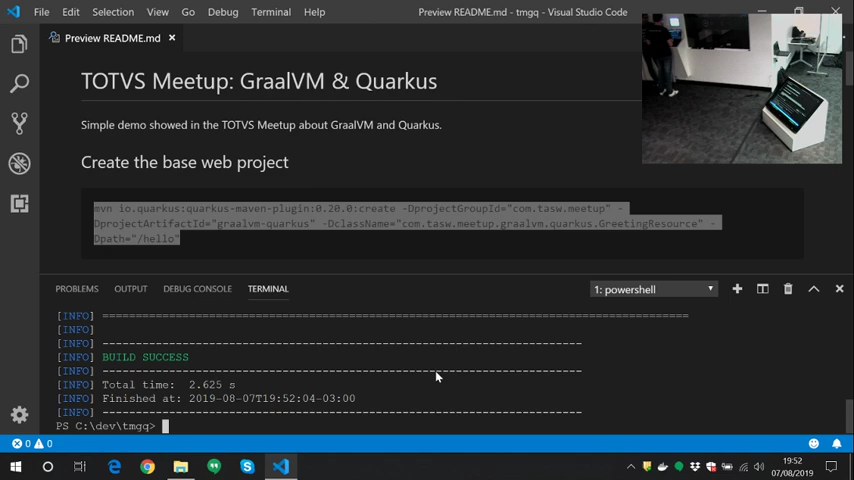 File Edit Selection View Go Debug Terminal Help
Preview README.md - tmgq - Visual Studio Code
Preview README.md
TOTVS Meetup: GraalVM & Quarkus
Simple demo showed in the TOTVS Meetup about GraalVM and Quarkus.
Create the base web project
mvn io.quarkus:quarkus-maven-plugin:0.20.0:create -DprojectGroupId="com.tasw.meetup" -
DprojectArtifactId="graalvm-quarkus" -DclassName="com.tasw.meetup.graalvm.quarkus.GreetingResource" -
Dpath="/hello"
PROBLEMS OUTPUT DEBUG CONSOLE TERMINAL 1: powershell
[INFO] ========================================================================================
[INFO]
[INFO] ------------------------------------------------------------------------
[INFO] BUILD SUCCESS
[INFO] ------------------------------------------------------------------------
[INFO] Total time: 2.625 s
[INFO] Finished at: 2019-08-07T19:52:04-03:00
[INFO] ------------------------------------------------------------------------
PS C:\dev\tmgq>
0 0
19:52
07/08/2019